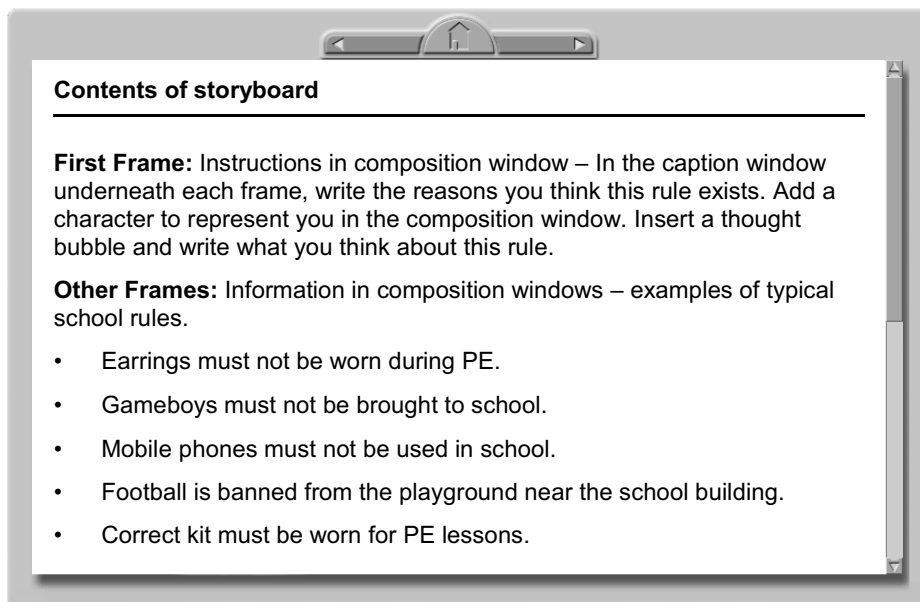 Contents of storyboard
First Frame: Instructions in composition window – In the caption window
underneath each frame, write the reasons you think this rule exists. Add a
character to represent you in the composition window. Insert a thought
bubble and write what you think about this rule.
Other Frames: Information in composition windows – examples of typical
school rules.
• Earrings must not be worn during PE.
• Gameboys must not be brought to school.
• Mobile phones must not be used in school.
• Football is banned from the playground near the school building.
• Correct kit must be worn for PE lessons.